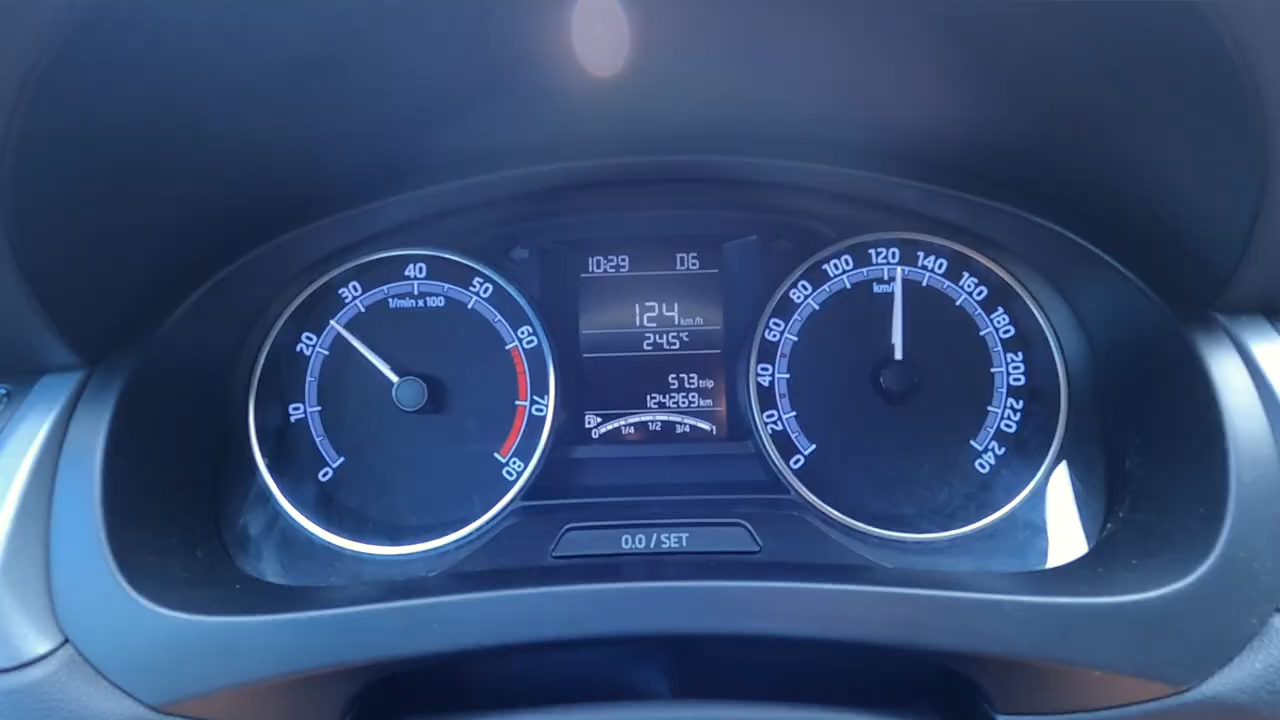 0
10
20
30
40
50
60
70
80
1/min x 100
10:29 D6
124 km/h
24.5°C
57.3 trip
124269 km
0 1/4 1/2 3/4 1
0.0 / SET
0
20
40
60
80
100
120
140
160
180
200
220
240
km/h